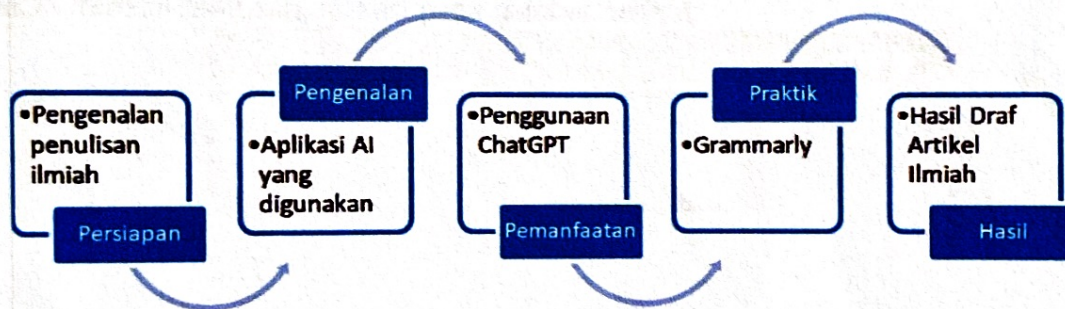 •Pengenalan
penulisan
ilmiah
Persiapan
Pengenalan
•Aplikasi AI
yang
digunakan
•Penggunaan
ChatGPT
Pemanfaatan
Praktik
•Grammarly
•Hasil Draf
Artikel
Ilmiah
Hasil